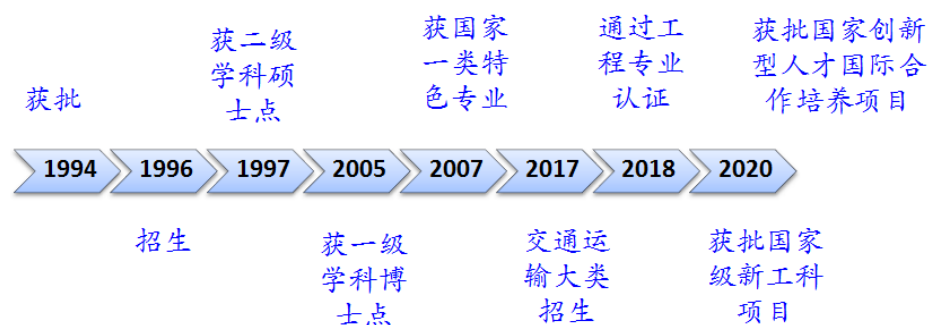 获批
获二级
学科硕
士点
获国家
一类特
色专业
通过工
程专业
认证
获批国家创新
型人才国际合
作培养项目
1994 1996 1997 2005 2007 2017 2018 2020
招生
获一级
学科博
士点
交通运
输大类
招生
获批国家
级新工科
项目